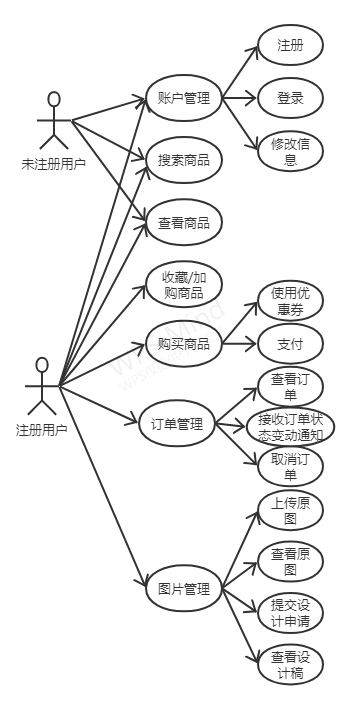 注册
账户管理
登录
修改信
息
未注册用户
搜索商品
查看商品
收藏/加
购商品
使用优
惠券
购买商品
支付
查看订
单
订单管理
接收订单状
态变动通知
注册用户
取消订
单
上传原
图
查看原
图
图片管理
提交设
计申请
查看设
计稿